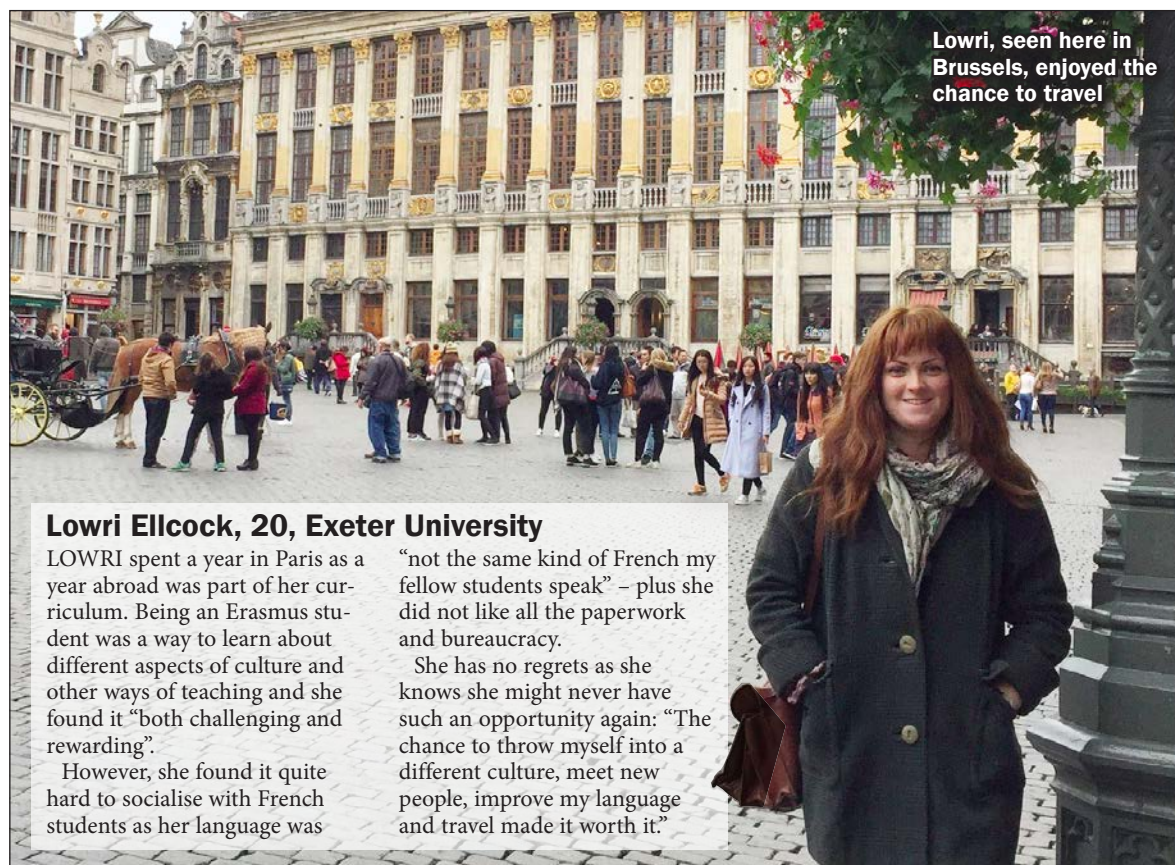 Lowri, seen here in
Brussels, enjoyed the
chance to travel
Lowri Ellcock, 20, Exeter University
LOWRI spent a year in Paris as a
year abroad was part of her cur-
riculum. Being an Erasmus stu-
dent was a way to learn about
different aspects of culture and
other ways of teaching and she
found it “both challenging and
rewarding”.
However, she found it quite
hard to socialise with French
students as her language was
“not the same kind of French my
fellow students speak” – plus she
did not like all the paperwork
and bureaucracy.
She has no regrets as she
knows she might never have
such an opportunity again: “The
chance to throw myself into a
different culture, meet new
people, improve my language
and travel made it worth it.”